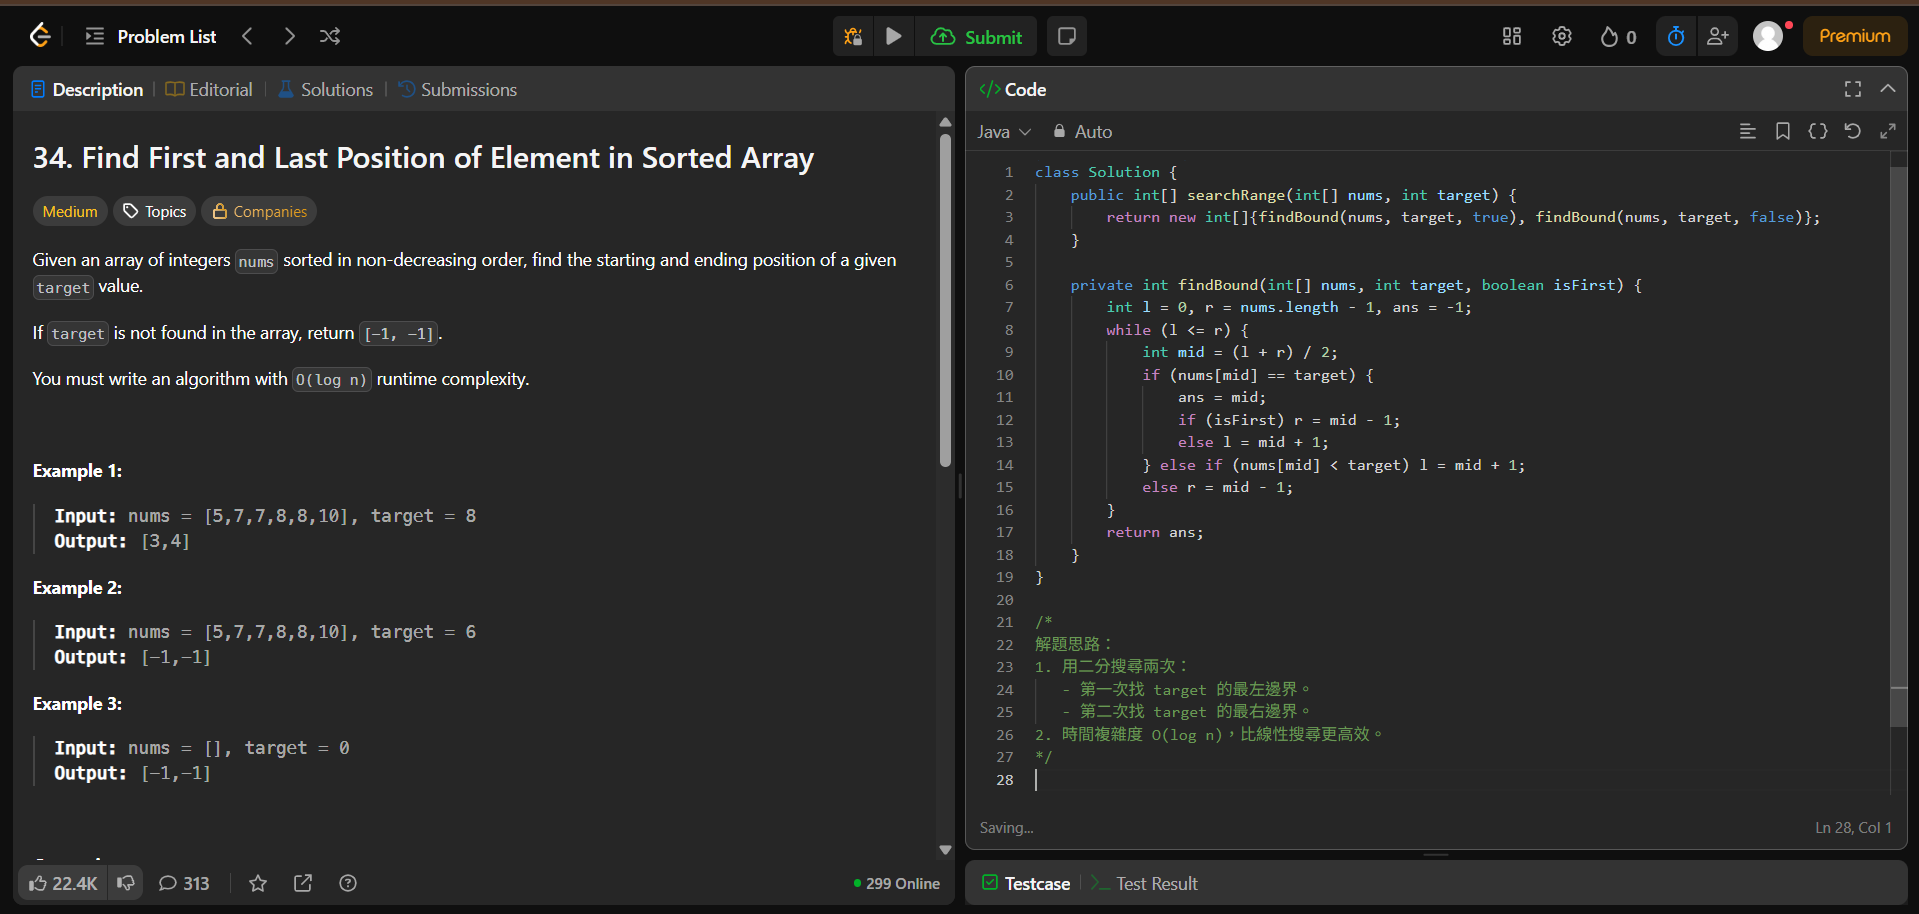 Problem List
Submit
0
Premium
Description
Editorial
Solutions
Submissions
34. Find First and Last Position of Element in Sorted Array
Medium
Topics
Companies
Given an array of integers nums sorted in non-decreasing order, find the starting and ending position of a given
target value.
If target is not found in the array, return [-1, -1].
You must write an algorithm with O(log n) runtime complexity.
Example 1:
Input: nums = [5,7,7,8,8,10], target = 8
Output: [3,4]
Example 2:
Input: nums = [5,7,7,8,8,10], target = 6
Output: [-1,-1]
Example 3:
Input: nums = [], target = 0
Output: [-1,-1]
22.4K
313
299 Online
</> Code
Java
Auto
1 class Solution {
2 public int[] searchRange(int[] nums, int target) {
3 return new int[]{findBound(nums, target, true), findBound(nums, target, false)};
4 }
5
6 private int findBound(int[] nums, int target, boolean isFirst) {
7 int l = 0, r = nums.length - 1, ans = -1;
8 while (l <= r) {
9 int mid = (l + r) / 2;
10 if (nums[mid] == target) {
11 ans = mid;
12 if (isFirst) r = mid - 1;
13 else l = mid + 1;
14 } else if (nums[mid] < target) l = mid + 1;
15 else r = mid - 1;
16 }
17 return ans;
18 }
19 }
20
21 /*
22 解題思路：
23 1. 用二分搜尋兩次：
24 - 第一次找 target 的最左邊界。
25 - 第二次找 target 的最右邊界。
26 2. 時間複雜度 O(log n)，比線性搜尋更高效。
27 */
28
Saving...
Ln 28, Col 1
Testcase
Test Result